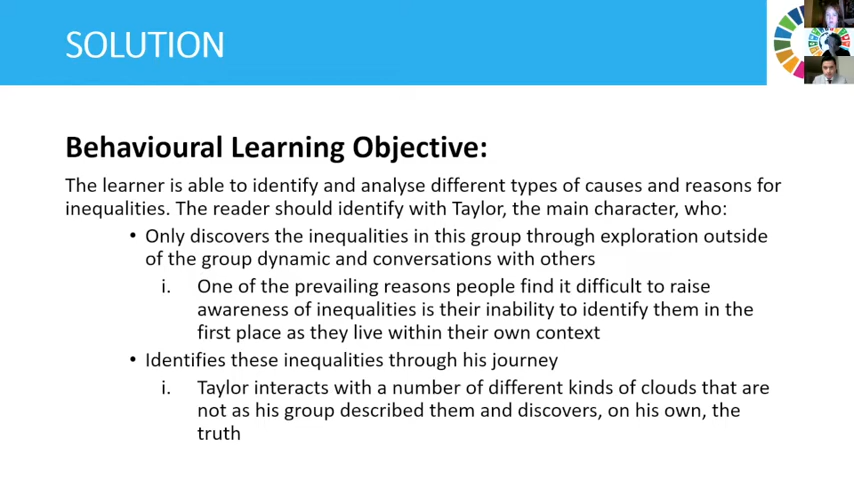 SOLUTION
Behavioural Learning Objective:
The learner is able to identify and analyse different types of causes and reasons for
inequalities. The reader should identify with Taylor, the main character, who:
• Only discovers the inequalities in this group through exploration outside
of the group dynamic and conversations with others
i. One of the prevailing reasons people find it difficult to raise
awareness of inequalities is their inability to identify them in the
first place as they live within their own context
• Identifies these inequalities through his journey
i. Taylor interacts with a number of different kinds of clouds that are
not as his group described them and discovers, on his own, the
truth